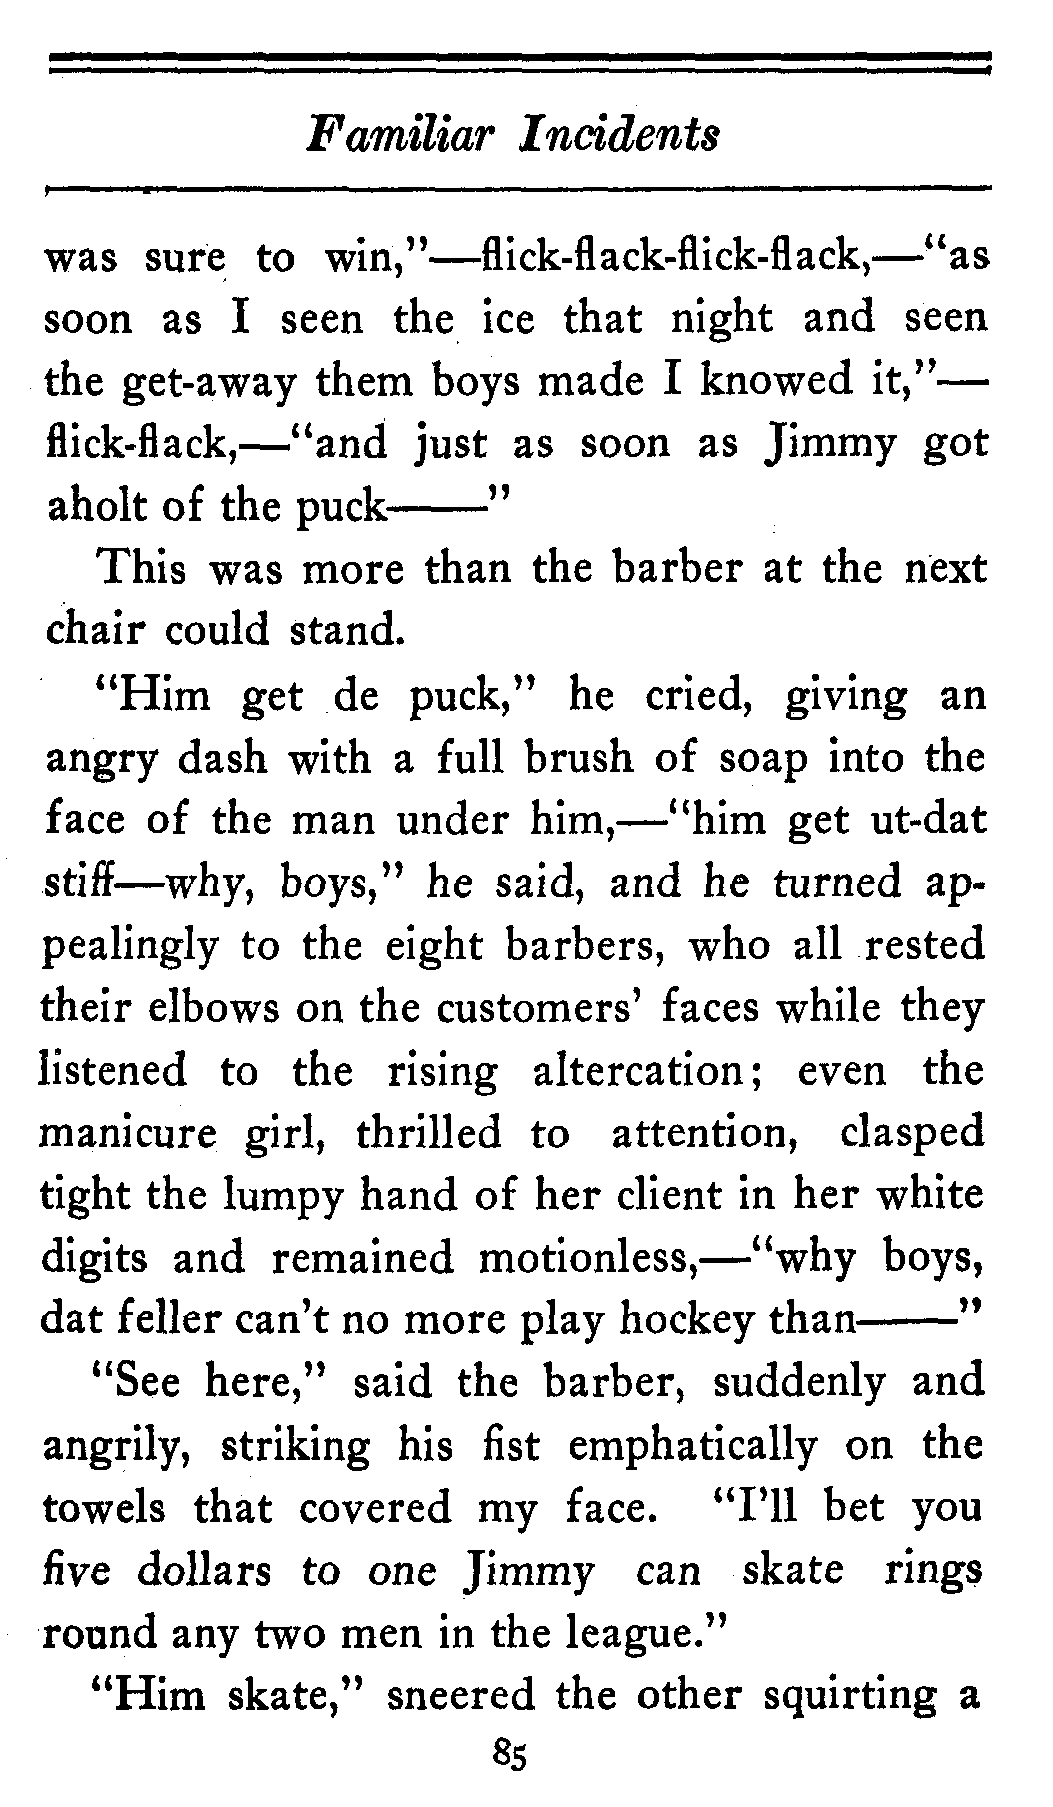 Familiar Incidents
was sure to win,"—flick-flack-flick-flack,—"as
soon as I seen the ice that night and seen
the get-away them boys made I knowed it,"—
flick-flack,—"and just as soon as Jimmy got
aholt of the puck——"
This was more than the barber at the next
chair could stand.
"Him get de puck," he cried, giving an
angry dash with a full brush of soap into the
face of the man under him,—"him get ut-dat
stiff—why, boys," he said, and he turned ap-
pealingly to the eight barbers, who all rested
their elbows on the customers' faces while they
listened to the rising altercation; even the
manicure girl, thrilled to attention, clasped
tight the lumpy hand of her client in her white
digits and remained motionless,—"why boys,
dat feller can't no more play hockey than——"
"See here," said the barber, suddenly and
angrily, striking his fist emphatically on the
towels that covered my face. "I'll bet you
five dollars to one Jimmy can skate rings
round any two men in the league."
"Him skate," sneered the other squirting a
85